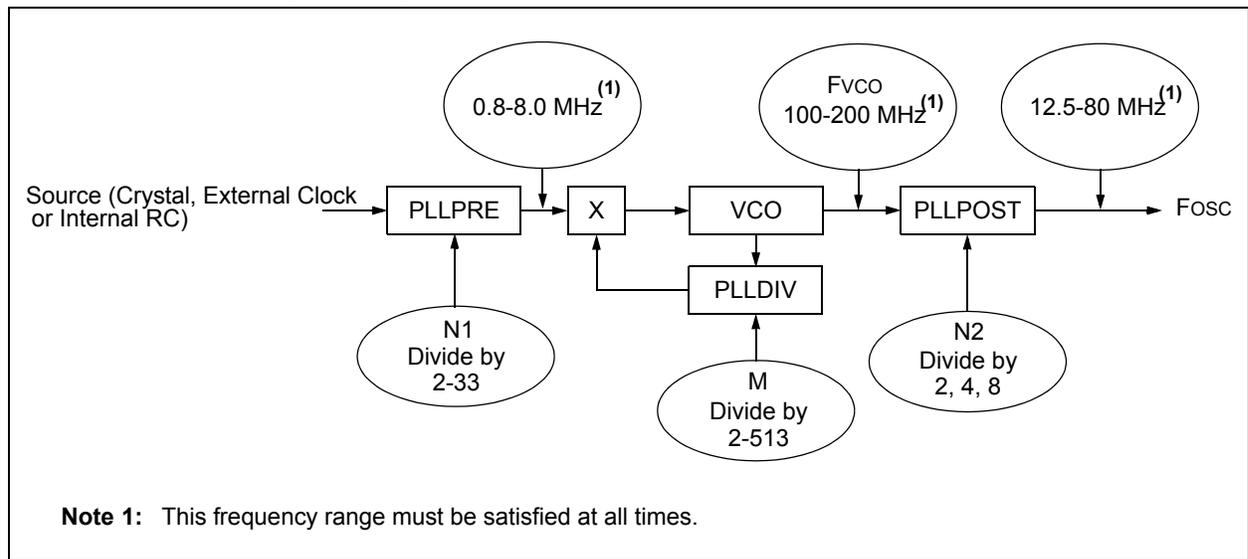 0.8-8.0 MHz(1)
FVCO
100-200 MHz(1)
12.5-80 MHz(1)
Source (Crystal, External Clock
or Internal RC)
PLLPRE
X
VCO
PLLPOST
FOSC
PLLDIV
N1
Divide by
2-33
M
Divide by
2-513
N2
Divide by
2, 4, 8
Note 1: This frequency range must be satisfied at all times.